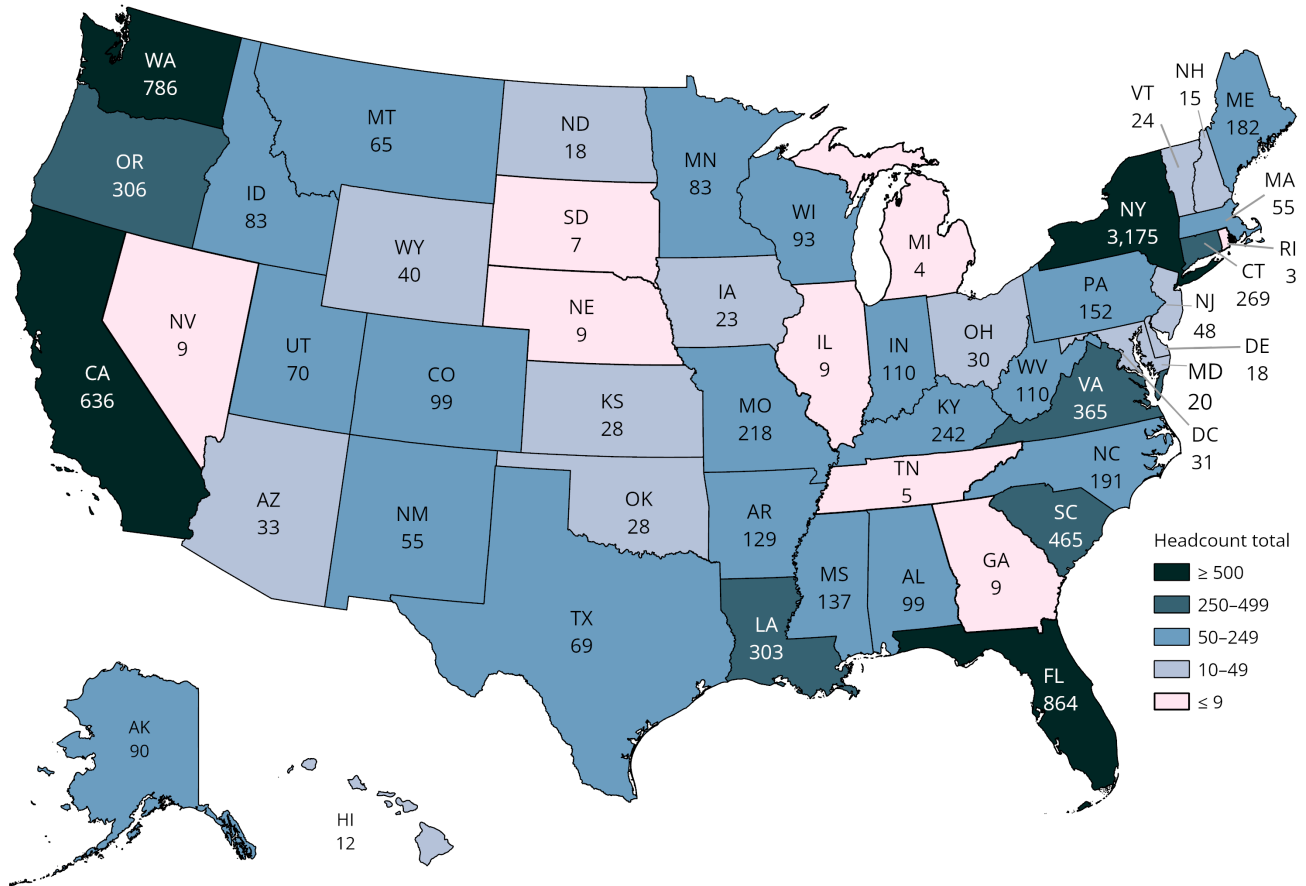 WA
786
OR
306
CA
636
NV
9
ID
83
MT
65
WY
40
UT
70
AZ
33
CO
99
NM
55
ND
18
SD
7
NE
9
KS
28
OK
28
TX
69
MN
83
IA
23
MO
218
AR
129
LA
303
WI
93
IL
9
MI
4
IN
110
OH
30
KY
242
TN
5
MS
137
AL
99
GA
9
FL
864
SC
465
NC
191
VA
365
WV
110
PA
152
NY
3,175
VT
24
NH
15
ME
182
MA
55
RI
3
CT
269
NJ
48
DE
18
MD
20
DC
31
AK
90
HI
12
Headcount total
≥ 500
250–499
50–249
10–49
≤ 9